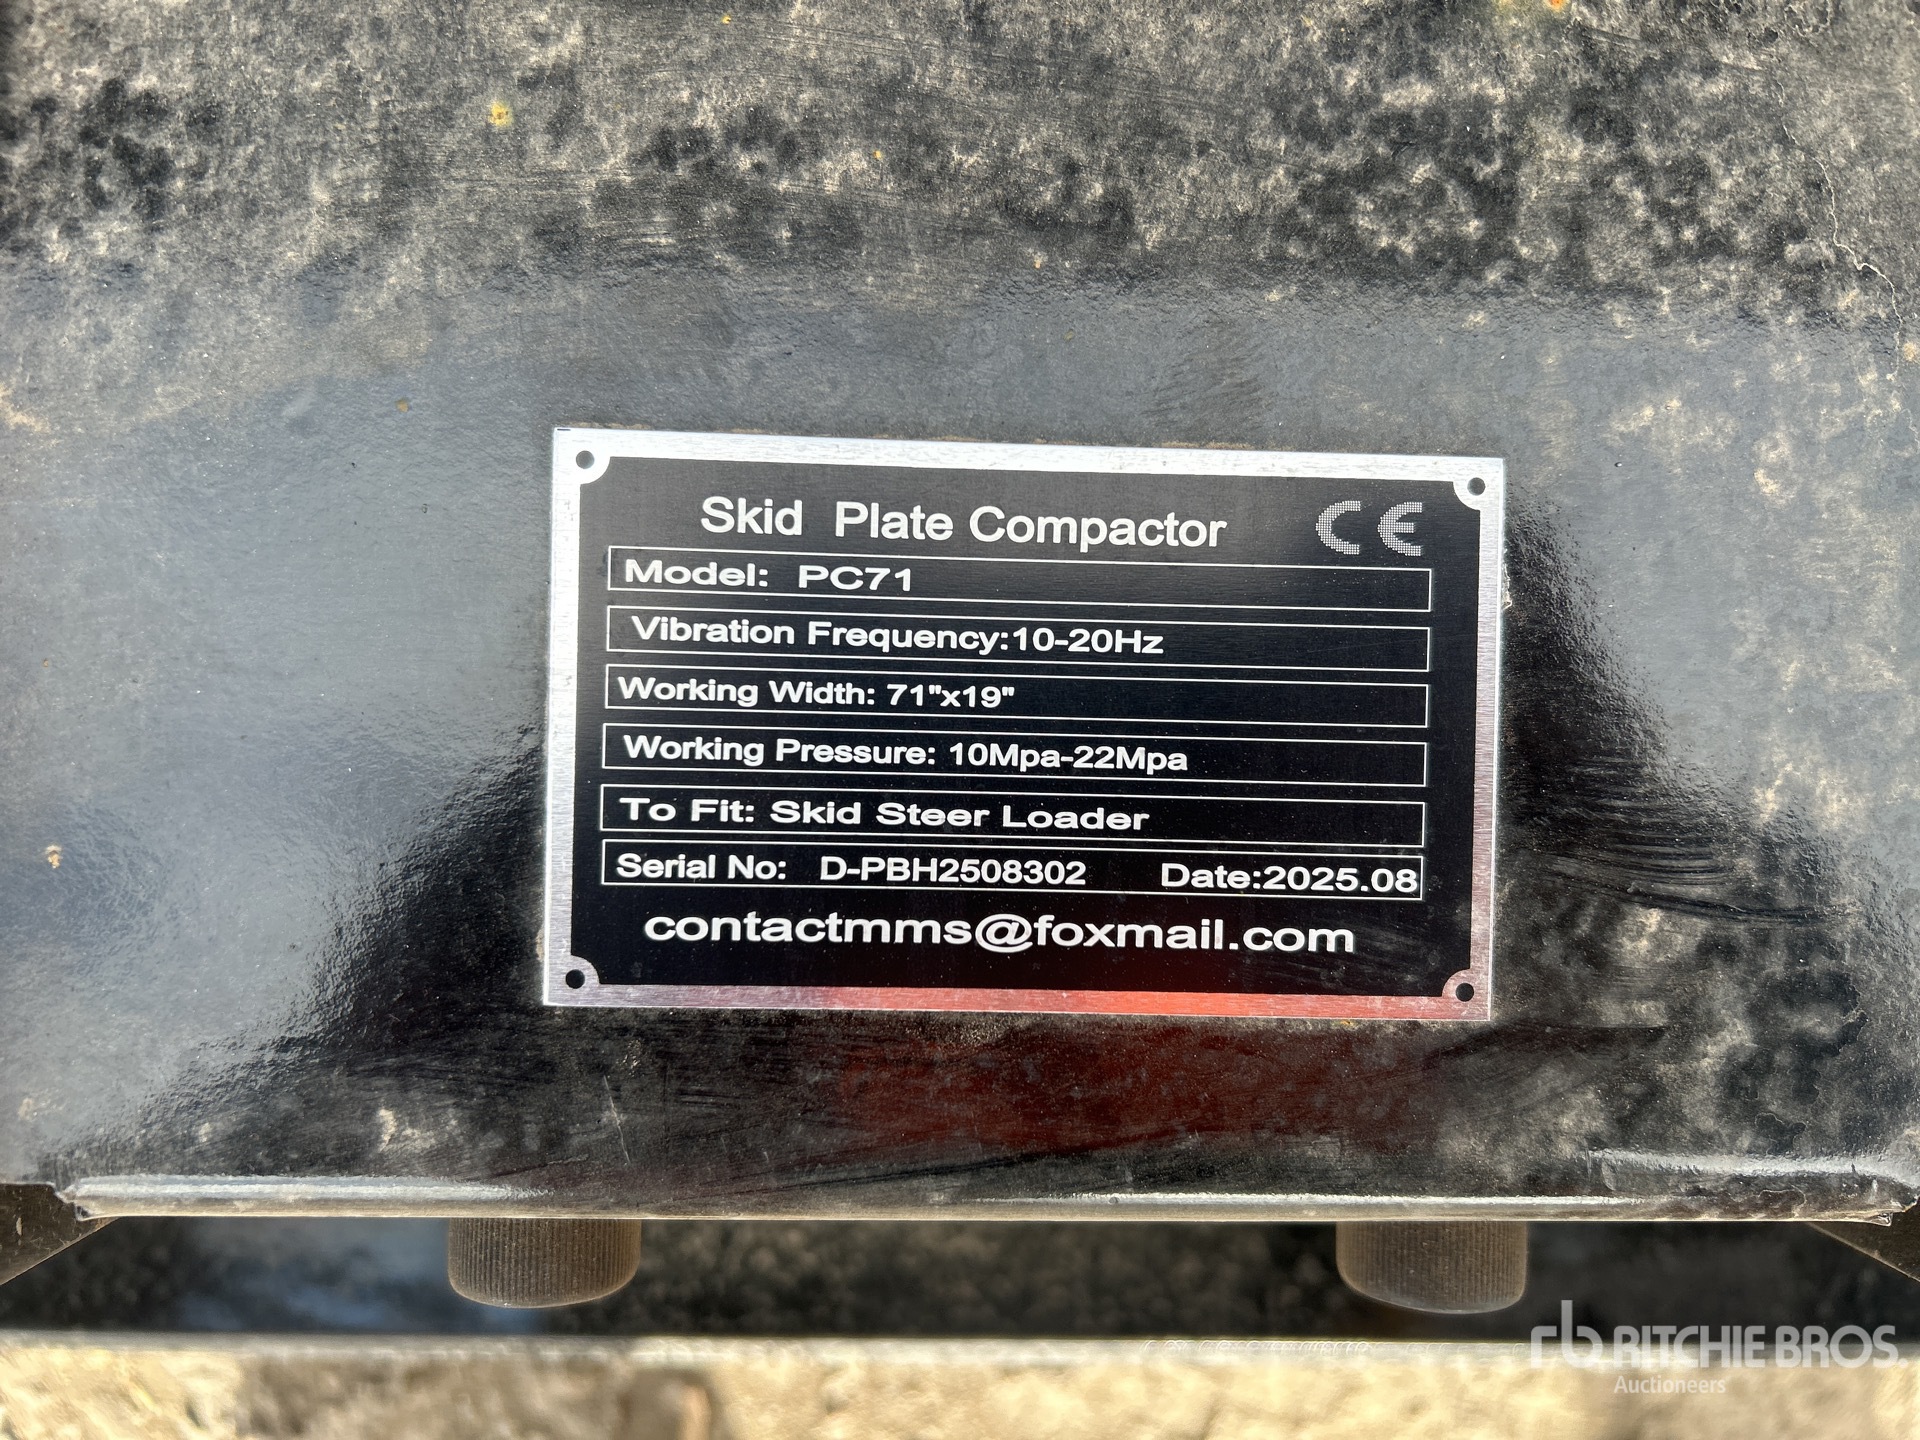 Skid Plate Compactor CE
Model: PC71
Vibration Frequency:10-20Hz
Working Width: 71"x19"
Working Pressure: 10Mpa-22Mpa
To Fit: Skid Steer Loader
Serial No: D-PBH2508302 Date:2025.08
contactmms@foxmail.com
rb RITCHIE BROS.
Auctioneers